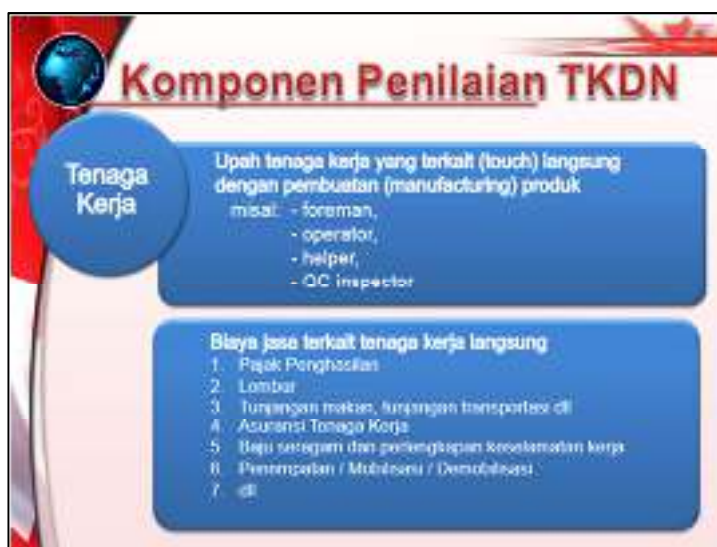 Komponen Penilaian TKDN
Tenaga
Kerja
Upah tenaga kerja yang terkait (touch) langsung
dengan pembuatan (manufacturing) produk
misal: - foreman,
- operator,
- helper,
- QC inspector
Biaya jasa terkait tenaga kerja langsung
1. Pajak Penghasilan
2. Lembur
3. Tunjangan makan, tunjangan transportasi dll
4. Asuransi Tenaga Kerja
5. Baju seragam dan perlengkapan keselamatan kerja
6. Penempatan / Mobilisasi / Demobilisasi
7. dll